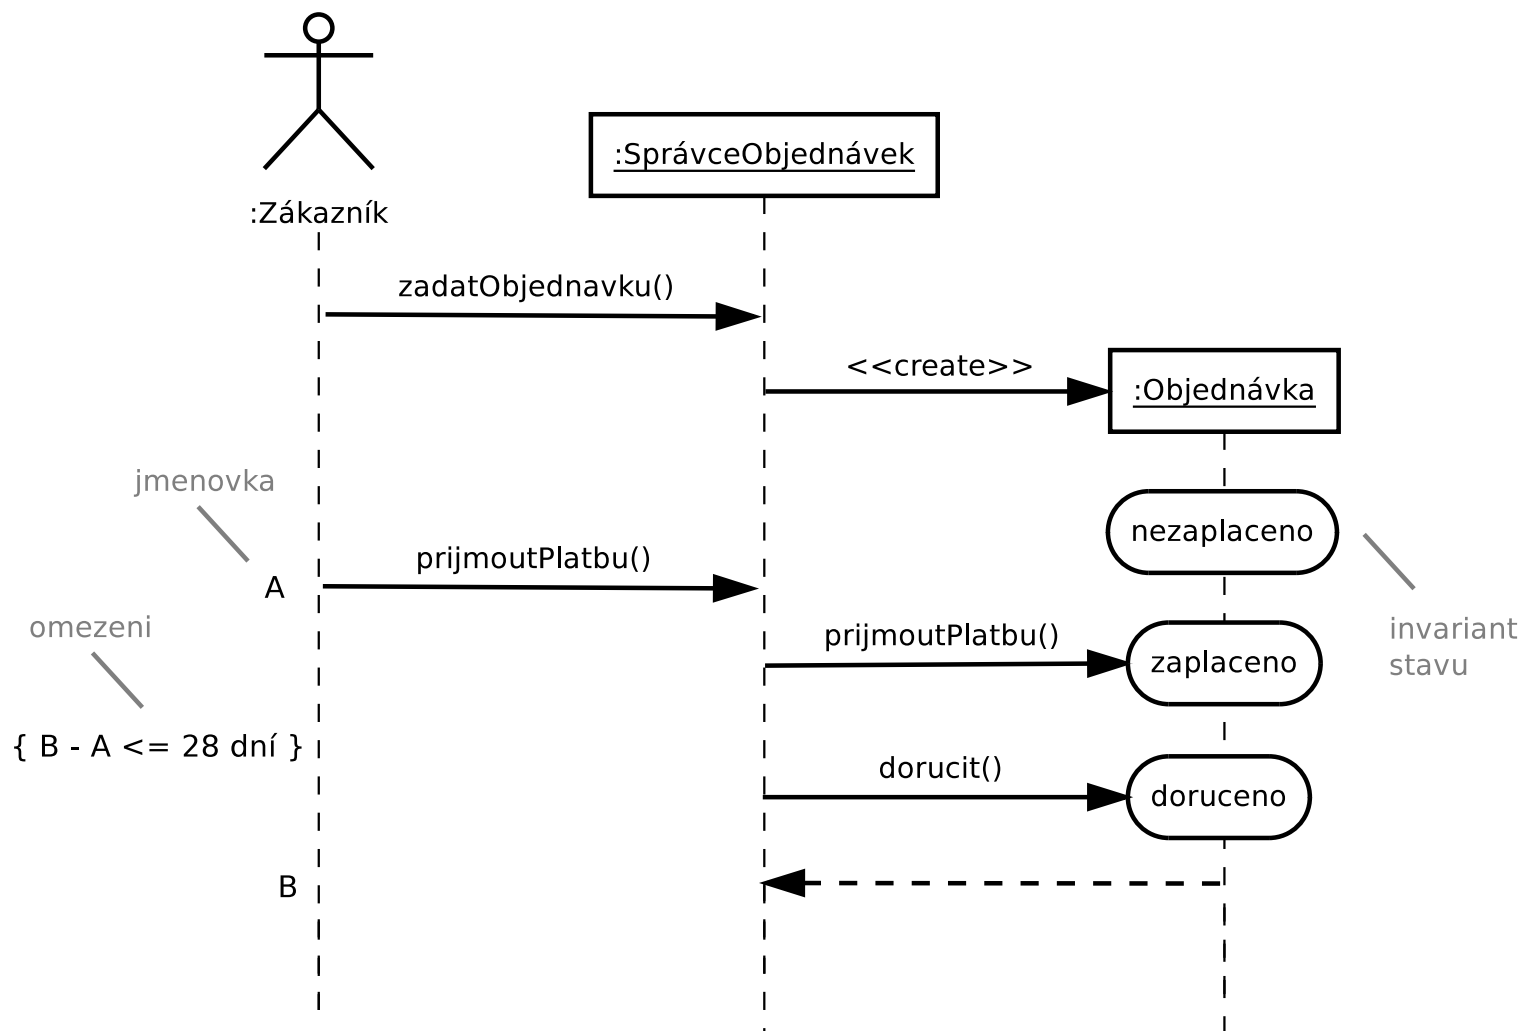 :SprávceObjednávek
:Zákazník
zadatObjednavku()
<<create>>
:Objednávka
jmenovka
nezaplaceno
prijmoutPlatbu()
A
omezeni
invariant
stavu
prijmoutPlatbu()
zaplaceno
{ B - A <= 28 dní }
dorucit()
doruceno
B